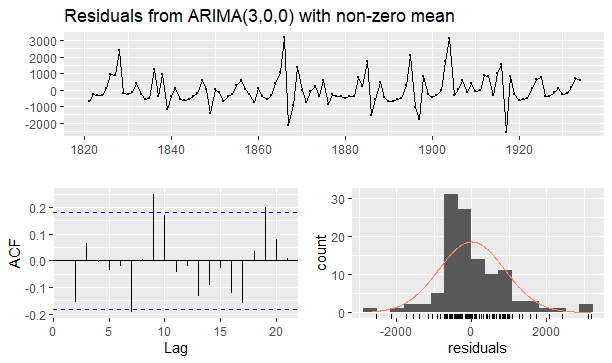 Residuals from ARIMA(3,0,0) with non-zero mean
3000
2000
1000
0
-1000
-2000
1820 1840 1860 1880 1900 1920
ACF
0.2
0.1
0.0
-0.1
-0.2
0 5 10 15 20
Lag
count
30
20
10
0
-2000 0 2000
residuals